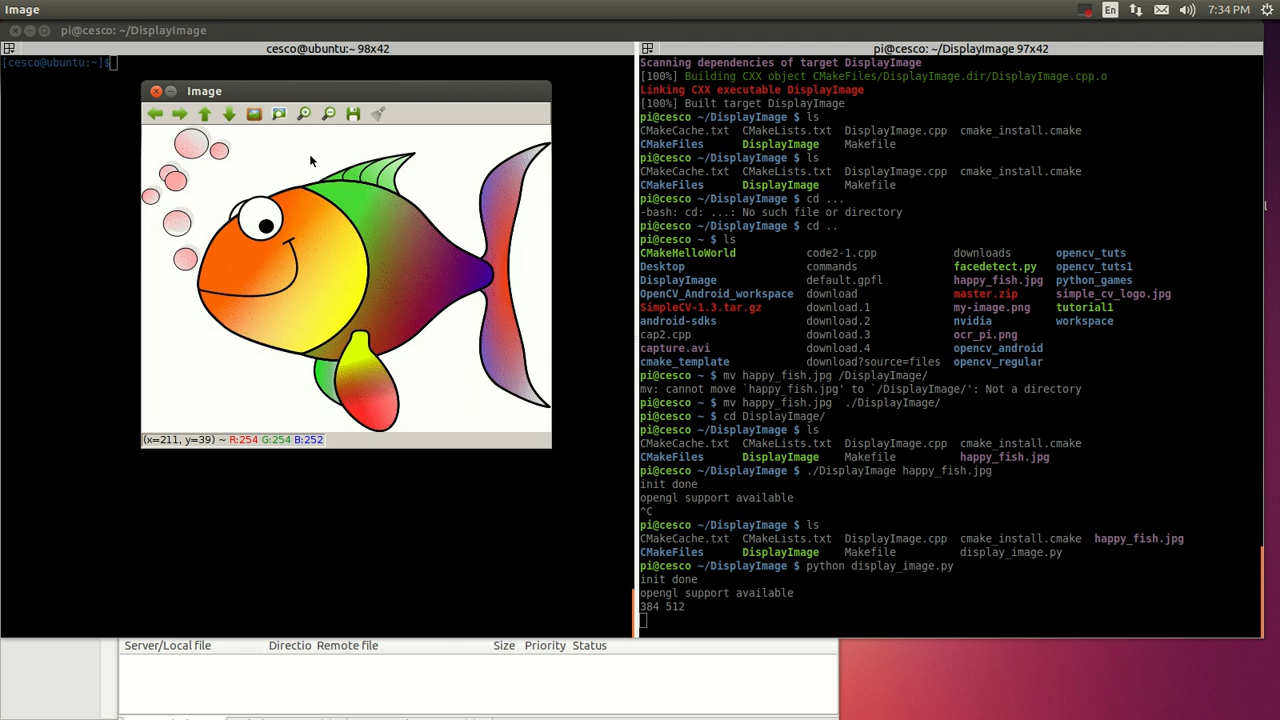 Image
En
7:34 PM
pi@cesco: ~/DisplayImage
cesco@ubuntu:~ 98x42
[cesco@ubuntu:~]$
Image
(x=211, y=39) ~ R:254 G:254 B:252
pi@cesco: ~/DisplayImage 97x42
Scanning dependencies of target DisplayImage
[100%] Building CXX object CMakeFiles/DisplayImage.dir/DisplayImage.cpp.o
Linking CXX executable DisplayImage
[100%] Built target DisplayImage
pi@cesco ~/DisplayImage $ ls
CMakeCache.txt CMakeLists.txt DisplayImage.cpp cmake_install.cmake
CMakeFiles DisplayImage Makefile
pi@cesco ~/DisplayImage $ ls
CMakeCache.txt CMakeLists.txt DisplayImage.cpp cmake_install.cmake
CMakeFiles DisplayImage Makefile
pi@cesco ~/DisplayImage $ cd ...
-bash: cd: ...: No such file or directory
pi@cesco ~/DisplayImage $ cd ..
pi@cesco ~ $ ls
CMakeHelloWorld code2-1.cpp downloads opencv_tuts
Desktop commands facedetect.py opencv_tuts1
DisplayImage default.gpfl happy_fish.jpg python_games
OpenCV_Android_workspace download master.zip simple_cv_logo.jpg
SimpleCV-1.3.tar.gz download.1 my-image.png tutorial1
android-sdks download.2 nvidia workspace
cap2.cpp download.3 ocr_pi.png
capture.avi download.4 opencv_android
cmake_template download?source=files opencv_regular
pi@cesco ~ $ mv happy_fish.jpg /DisplayImage/
mv: cannot move `happy_fish.jpg' to `/DisplayImage/': Not a directory
pi@cesco ~ $ mv happy_fish.jpg ./DisplayImage/
pi@cesco ~ $ cd DisplayImage/
pi@cesco ~/DisplayImage $ ls
CMakeCache.txt CMakeLists.txt DisplayImage.cpp cmake_install.cmake
CMakeFiles DisplayImage Makefile happy_fish.jpg
pi@cesco ~/DisplayImage $ ./DisplayImage happy_fish.jpg
init done
opengl support available
^C
pi@cesco ~/DisplayImage $ ls
CMakeCache.txt CMakeLists.txt DisplayImage.cpp cmake_install.cmake happy_fish.jpg
CMakeFiles DisplayImage Makefile display_image.py
pi@cesco ~/DisplayImage $ python display_image.py
init done
opengl support available
384 512
Server/Local file Directio Remote file Size Priority Status